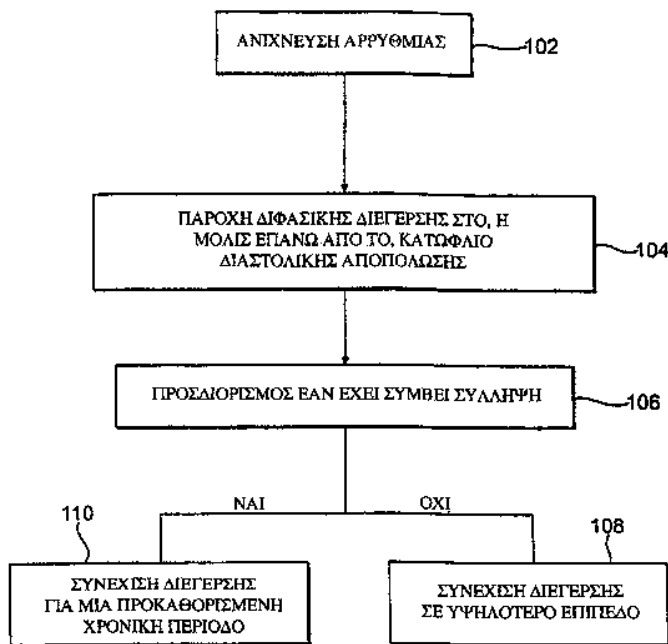 ΑΝΙΧΝΕΥΣΗ ΑΡΡΥΘΜΙΑΣ
102
ΠΑΡΟΧΗ ΔΙΦΑΣΙΚΗΣ ΔΙΕΓΕΡΣΗΣ ΣΤΟ, Η
ΜΟΛΙΣ ΕΠΑΝΩ ΑΠΟ ΤΟ, ΚΑΤΩΦΛΙΟ
ΔΙΑΣΤΟΛΙΚΗΣ ΑΠΟΠΟΛΩΣΗΣ
104
ΠΡΟΣΔΙΟΡΙΣΜΟΣ ΕΑΝ ΕΧΕΙ ΣΥΜΒΕΙ ΣΥΛΛΗΨΗ
106
ΝΑΙ
ΟΧΙ
110
ΣΥΝΕΧΙΣΗ ΔΙΕΓΕΡΣΗΣ
ΓΙΑ ΜΙΑ ΠΡΟΚΑΘΟΡΙΣΜΕΝΗ
ΧΡΟΝΙΚΗ ΠΕΡΙΟΔΟ
108
ΣΥΝΕΧΙΣΗ ΔΙΕΓΕΡΣΗΣ
ΣΕ ΥΨΗΛΟΤΕΡΟ ΕΠΙΠΕΔΟ